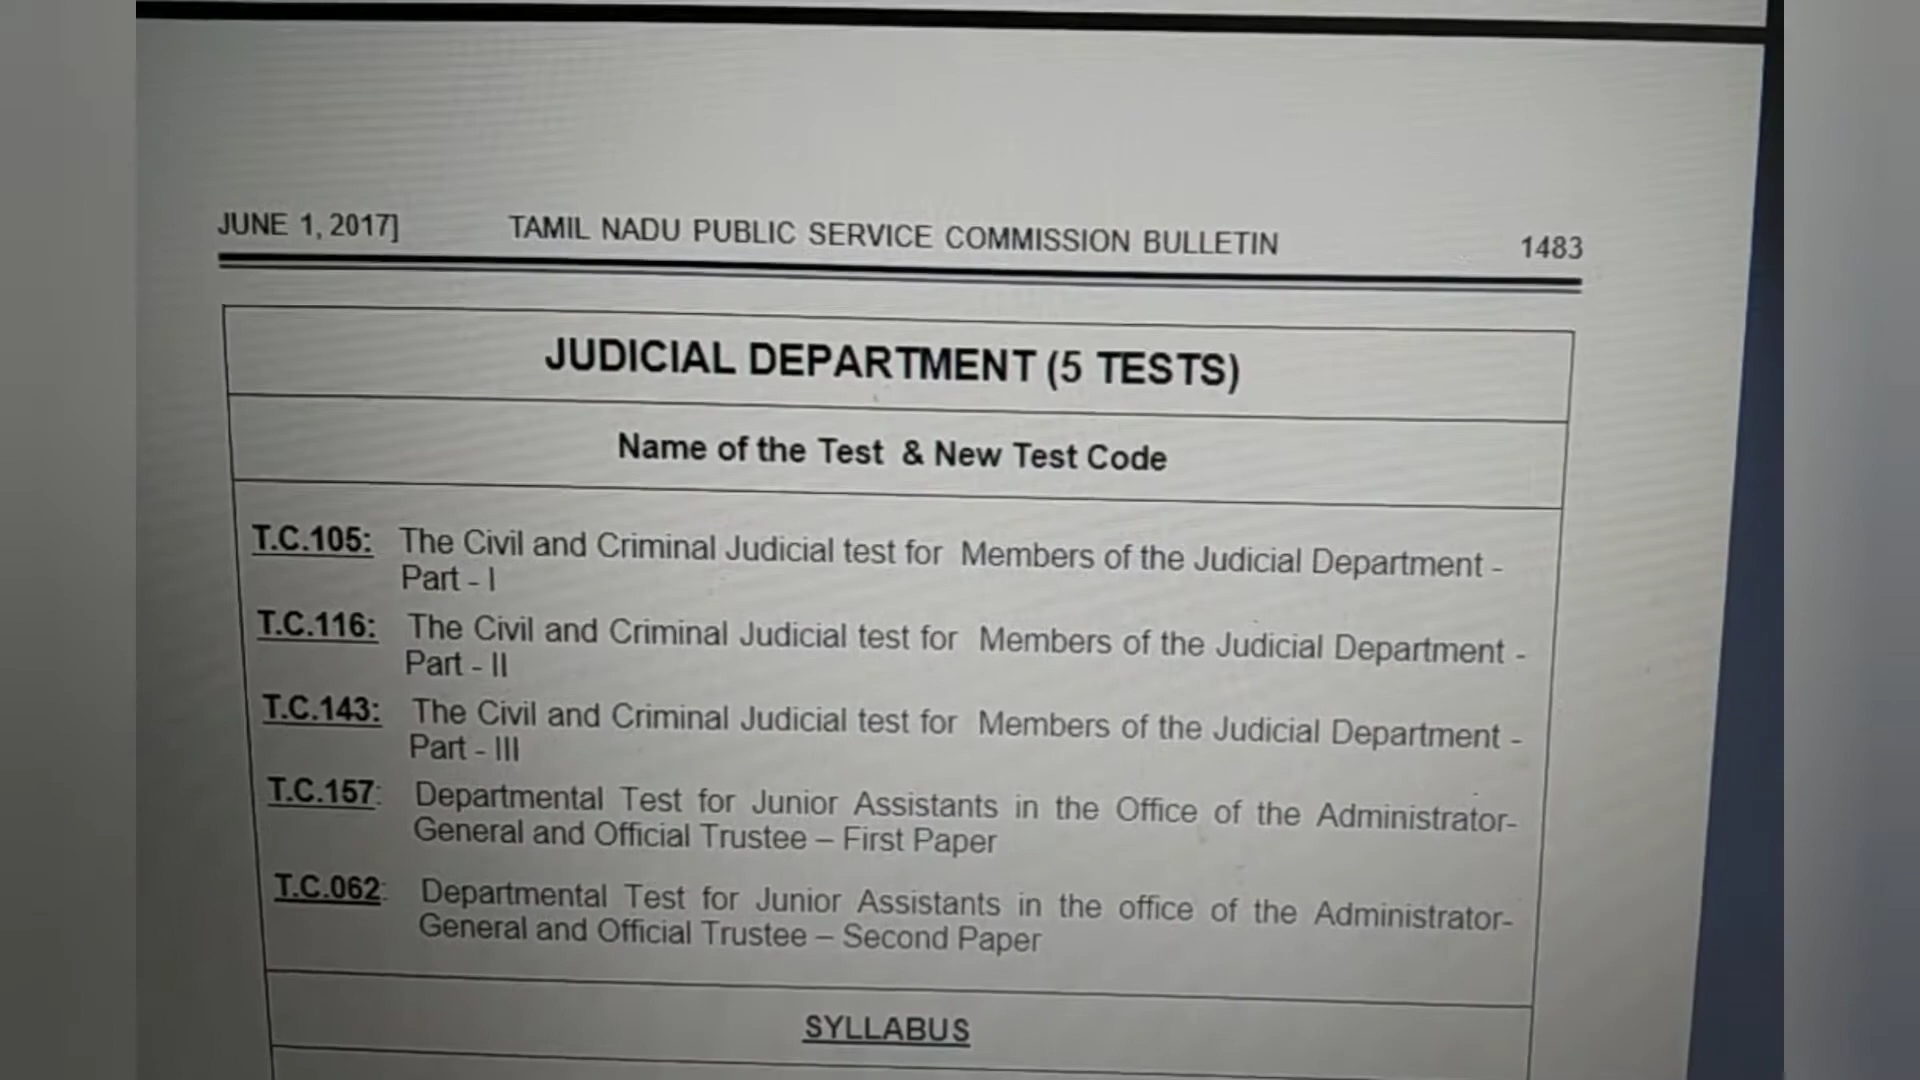 JUNE 1, 2017] TAMIL NADU PUBLIC SERVICE COMMISSION BULLETIN 1483
JUDICIAL DEPARTMENT (5 TESTS)
Name of the Test & New Test Code
T.C.105: The Civil and Criminal Judicial test for Members of the Judicial Department -
Part - I
T.C.116: The Civil and Criminal Judicial test for Members of the Judicial Department -
Part - II
T.C.143: The Civil and Criminal Judicial test for Members of the Judicial Department -
Part - III
T.C.157: Departmental Test for Junior Assistants in the Office of the Administrator-
General and Official Trustee – First Paper
T.C.062: Departmental Test for Junior Assistants in the office of the Administrator-
General and Official Trustee – Second Paper
SYLLABUS